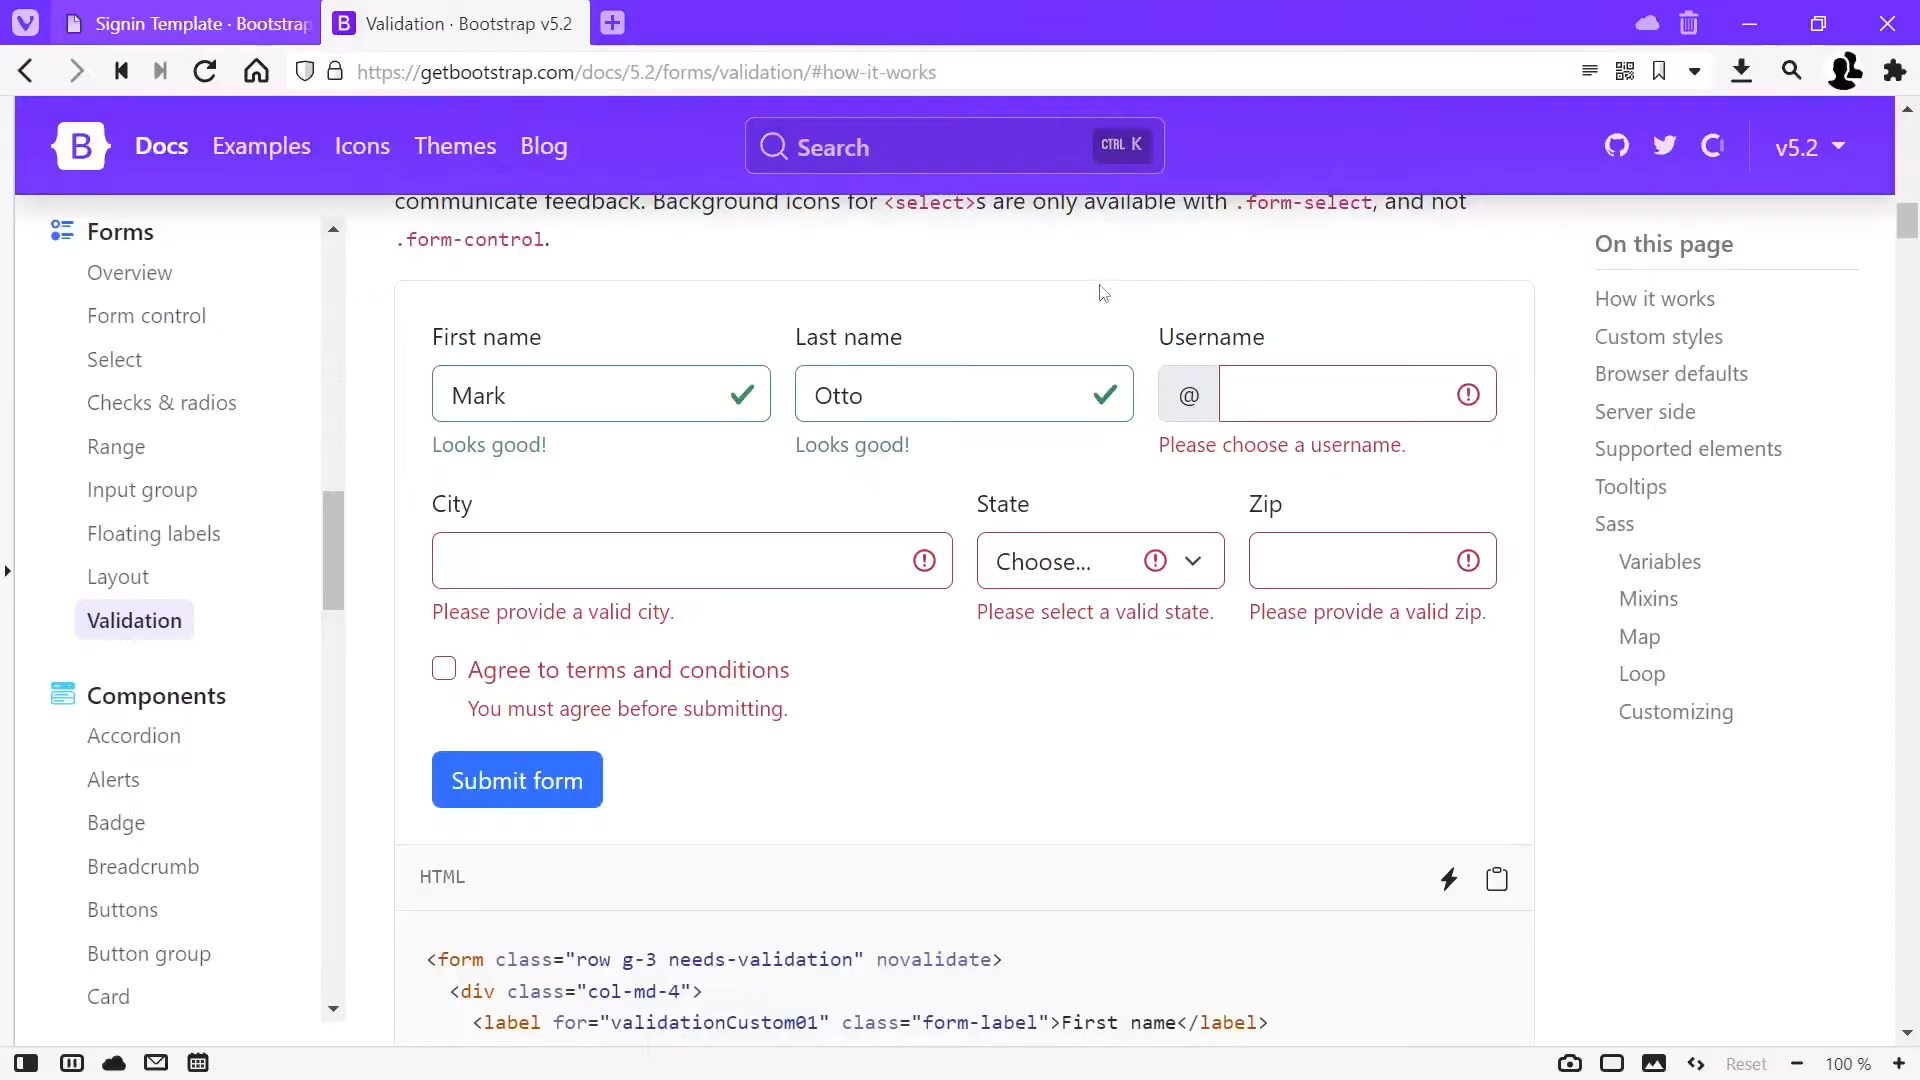 Signin Template · Bootstrap
Validation · Bootstrap v5.2
https://getbootstrap.com/docs/5.2/forms/validation/#how-it-works
B
Docs
Examples
Icons
Themes
Blog
Search
CTRL K
v5.2
Forms
Overview
Form control
Select
Checks & radios
Range
Input group
Floating labels
Layout
Validation
Components
Accordion
Alerts
Badge
Breadcrumb
Buttons
Button group
Card
communicate feedback. Background icons for <select>s are only available with .form-select, and not
.form-control.
First name
Last name
Username
Mark
Otto
@
Looks good!
Looks good!
Please choose a username.
City
State
Zip
Choose...
Please provide a valid city.
Please select a valid state.
Please provide a valid zip.
Agree to terms and conditions
You must agree before submitting.
Submit form
HTML
<form class="row g-3 needs-validation" novalidate>
<div class="col-md-4">
<label for="validationCustom01" class="form-label">First name</label>
On this page
How it works
Custom styles
Browser defaults
Server side
Supported elements
Tooltips
Sass
Variables
Mixins
Map
Loop
Customizing
Reset
100 %